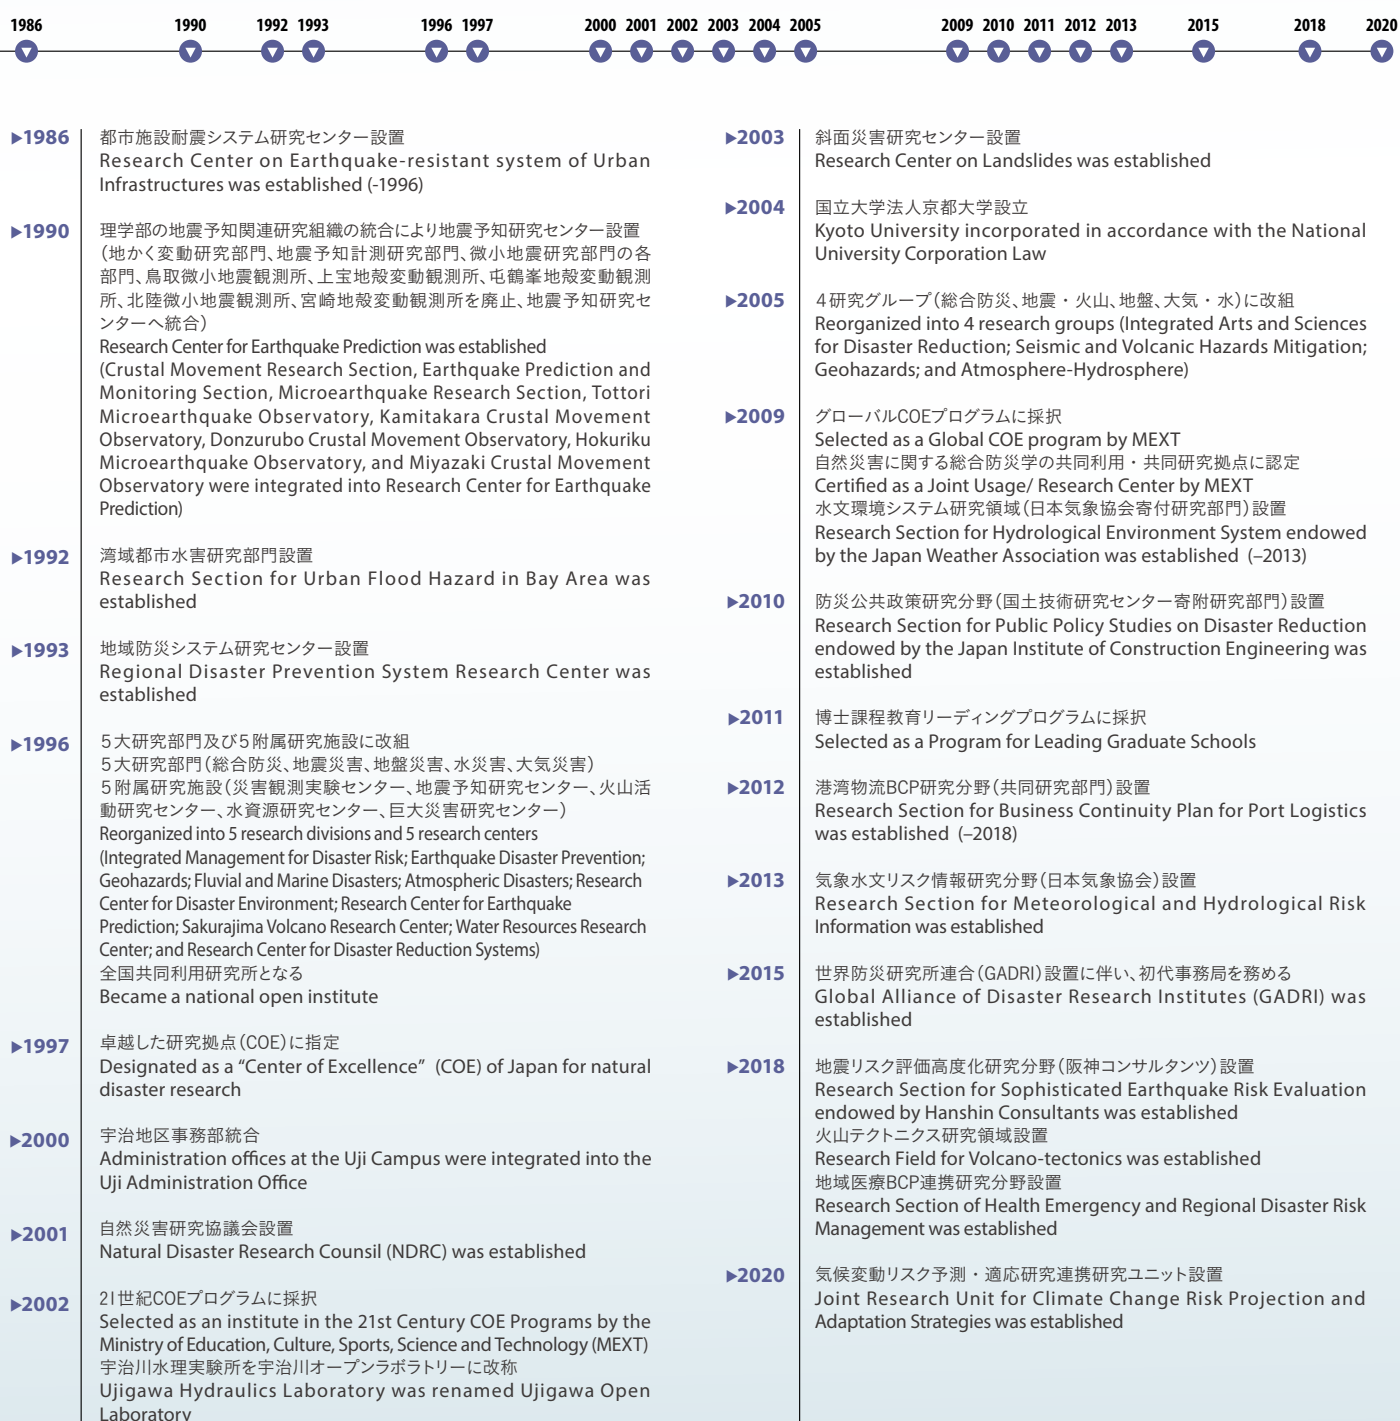 1986 1990 1992 1993 1996 1997 2000 2001 2002 2003 2004 2005 2009 2010 2011 2012 2013 2015 2018 2020
▶1986
都市施設耐震システム研究センター設置
Research Center on Earthquake-resistant system of Urban
Infrastructures was established (-1996)
▶1990
理学部の地震予知関連研究組織の統合により地震予知研究センター設置
（地かく変動研究部門、地震予知計測研究部門、微小地震研究部門の各
部門、鳥取微小地震観測所、上宝地殻変動観測所、屯鶴峯地殻変動観測
所、北陸微小地震観測所、宮崎地殻変動観測所を廃止、地震予知研究セ
ンターへ統合）
Research Center for Earthquake Prediction was established
(Crustal Movement Research Section, Earthquake Prediction and
Monitoring Section, Microearthquake Research Section, Tottori
Microearthquake Observatory, Kamitakara Crustal Movement
Observatory, Donzurubo Crustal Movement Observatory, Hokuriku
Microearthquake Observatory, and Miyazaki Crustal Movement
Observatory were integrated into Research Center for Earthquake
Prediction)
▶1992
湾域都市水害研究部門設置
Research Section for Urban Flood Hazard in Bay Area was
established
▶1993
地域防災システム研究センター設置
Regional Disaster Prevention System Research Center was
established
▶1996
５大研究部門及び５附属研究施設に改組
５大研究部門（総合防災、地震災害、地盤災害、水災害、大気災害）
５附属研究施設（災害観測実験センター、地震予知研究センター、火山活
動研究センター、水資源研究センター、巨大災害研究センター）
Reorganized into 5 research divisions and 5 research centers
(Integrated Management for Disaster Risk; Earthquake Disaster Prevention;
Geohazards; Fluvial and Marine Disasters; Atmospheric Disasters; Research
Center for Disaster Environment; Research Center for Earthquake
Prediction; Sakurajima Volcano Research Center; Water Resources Research
Center; and Research Center for Disaster Reduction Systems)
全国共同利用研究所となる
Became a national open institute
▶1997
卓越した研究拠点（COE）に指定
Designated as a “Center of Excellence” (COE) of Japan for natural
disaster research
▶2000
宇治地区事務部統合
Administration offices at the Uji Campus were integrated into the
Uji Administration Office
▶2001
自然災害研究協議会設置
Natural Disaster Research Counsil (NDRC) was established
▶2002
21世紀COEプログラムに採択
Selected as an institute in the 21st Century COE Programs by the
Ministry of Education, Culture, Sports, Science and Technology (MEXT)
宇治川水理実験所を宇治川オープンラボラトリーに改称
Ujigawa Hydraulics Laboratory was renamed Ujigawa Open
Laboratory
▶2003
斜面災害研究センター設置
Research Center on Landslides was established
▶2004
国立大学法人京都大学設立
Kyoto University incorporated in accordance with the National
University Corporation Law
▶2005
４研究グループ（総合防災、地震・火山、地盤、大気・水）に改組
Reorganized into 4 research groups (Integrated Arts and Sciences
for Disaster Reduction; Seismic and Volcanic Hazards Mitigation;
Geohazards; and Atmosphere-Hydrosphere)
▶2009
グローバルCOEプログラムに採択
Selected as a Global COE program by MEXT
自然災害に関する総合防災学の共同利用・共同研究拠点に認定
Certified as a Joint Usage/ Research Center by MEXT
水文環境システム研究領域（日本気象協会寄付研究部門）設置
Research Section for Hydrological Environment System endowed
by the Japan Weather Association was established (–2013)
▶2010
防災公共政策研究分野（国土技術研究センター寄附研究部門）設置
Research Section for Public Policy Studies on Disaster Reduction
endowed by the Japan Institute of Construction Engineering was
established
▶2011
博士課程教育リーディングプログラムに採択
Selected as a Program for Leading Graduate Schools
▶2012
港湾物流BCP研究分野（共同研究部門）設置
Research Section for Business Continuity Plan for Port Logistics
was established (–2018)
▶2013
気象水文リスク情報研究分野（日本気象協会）設置
Research Section for Meteorological and Hydrological Risk
Information was established
▶2015
世界防災研究所連合（GADRI）設置に伴い、初代事務局を務める
Global Alliance of Disaster Research Institutes (GADRI) was
established
▶2018
地震リスク評価高度化研究分野（阪神コンサルタンツ）設置
Research Section for Sophisticated Earthquake Risk Evaluation
endowed by Hanshin Consultants was established
火山テクトニクス研究領域設置
Research Field for Volcano-tectonics was established
地域医療BCP連携研究分野設置
Research Section of Health Emergency and Regional Disaster Risk
Management was established
▶2020
気候変動リスク予測・適応研究連携研究ユニット設置
Joint Research Unit for Climate Change Risk Projection and
Adaptation Strategies was established